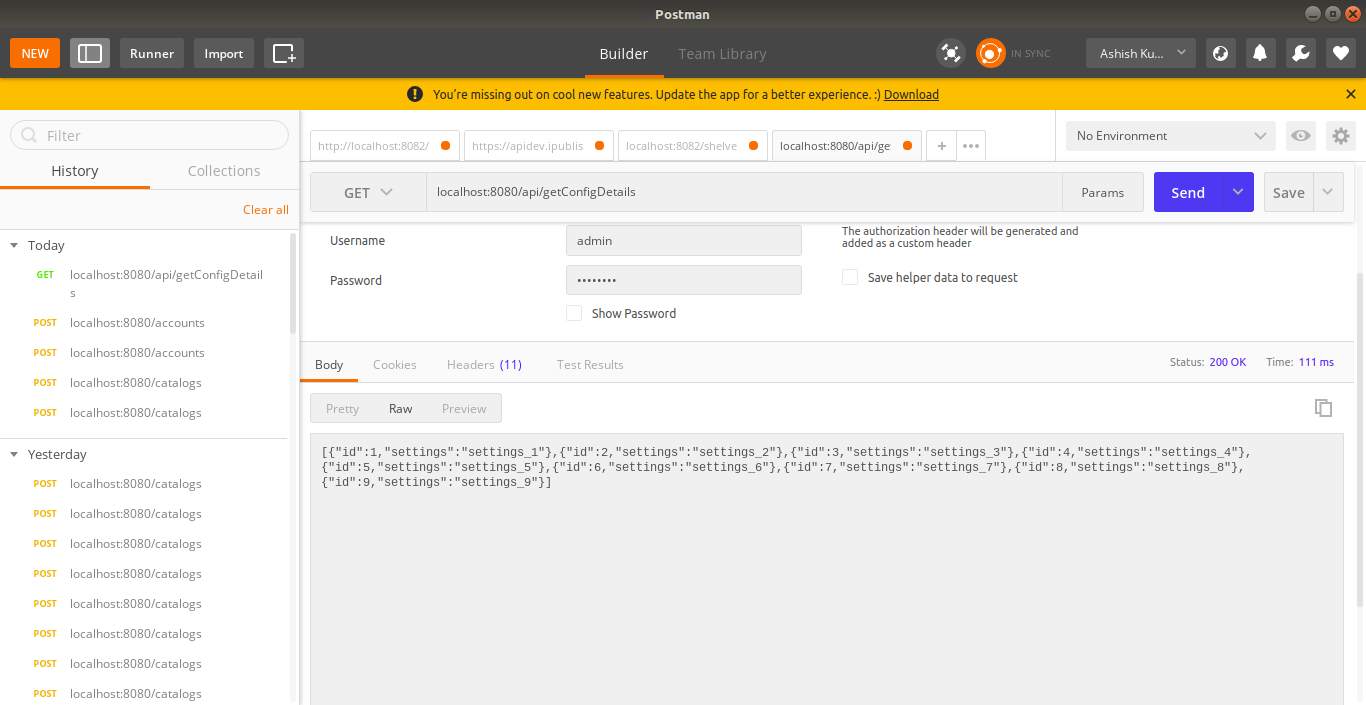 Postman
NEW
Runner
Import
Builder
Team Library
IN SYNC
Ashish Ku...
You're missing out on cool new features. Update the app for a better experience. :) Download
Filter
History
Collections
Clear all
Today
GET localhost:8080/api/getConfigDetail
s
POST localhost:8080/accounts
POST localhost:8080/accounts
POST localhost:8080/catalogs
POST localhost:8080/catalogs
Yesterday
POST localhost:8080/catalogs
POST localhost:8080/catalogs
POST localhost:8080/catalogs
POST localhost:8080/catalogs
POST localhost:8080/catalogs
POST localhost:8080/catalogs
POST localhost:8080/catalogs
POST localhost:8080/catalogs
http://localhost:8082/
https://apidev.ipublis
localhost:8082/shelve
localhost:8080/api/ge
No Environment
GET
localhost:8080/api/getConfigDetails
Params
Send
Save
Username
admin
The authorization header will be generated and
added as a custom header
Password
••••••••
Save helper data to request
Show Password
Body
Cookies
Headers (11)
Test Results
Status: 200 OK
Time: 111 ms
Pretty
Raw
Preview
[{"id":1,"settings":"settings_1"},{"id":2,"settings":"settings_2"},{"id":3,"settings":"settings_3"},{"id":4,"settings":"settings_4"},
{"id":5,"settings":"settings_5"},{"id":6,"settings":"settings_6"},{"id":7,"settings":"settings_7"},{"id":8,"settings":"settings_8"},
{"id":9,"settings":"settings_9"}]